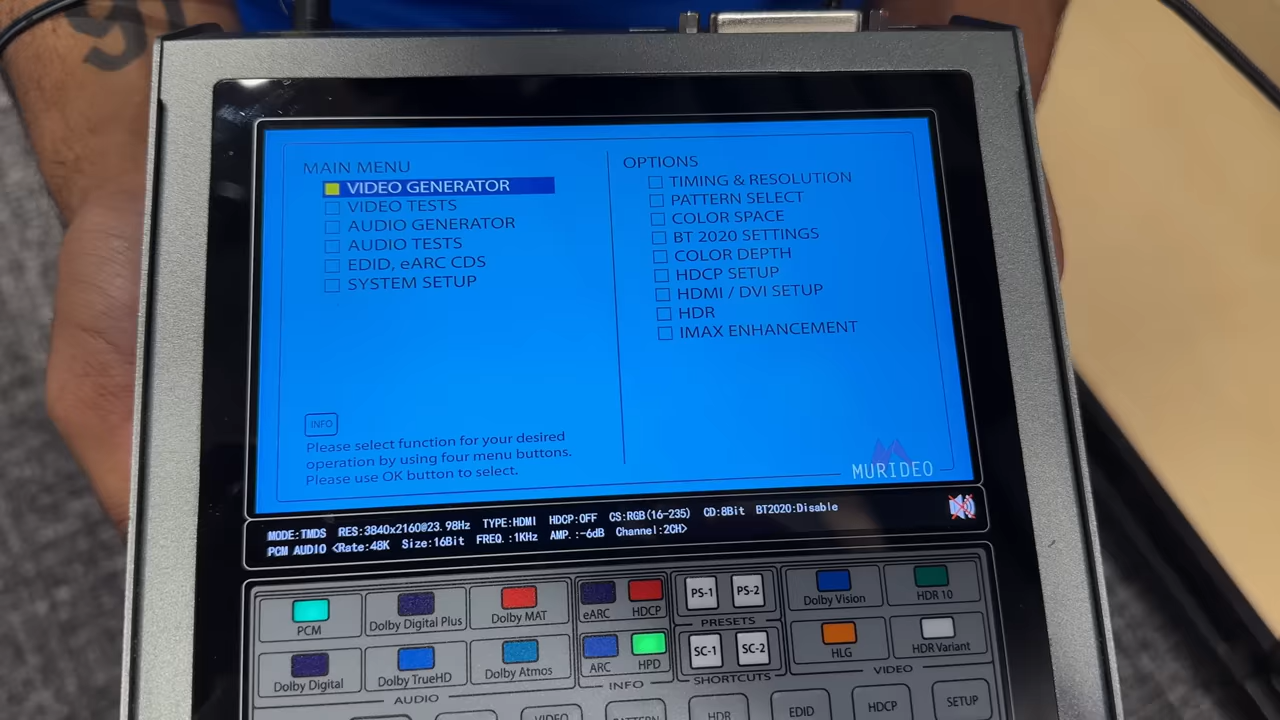 MAIN MENU
VIDEO GENERATOR
VIDEO TESTS
AUDIO GENERATOR
AUDIO TESTS
EDID, eARC CDS
SYSTEM SETUP
OPTIONS
TIMING & RESOLUTION
PATTERN SELECT
COLOR SPACE
BT 2020 SETTINGS
COLOR DEPTH
HDCP SETUP
HDMI / DVI SETUP
HDR
IMAX ENHANCEMENT
INFO
Please select function for your desired
operation by using four menu buttons.
Please use OK button to select.
MURIDEO
MODE:TMDS RES:3840x2160@23.98Hz TYPE:HDMI HDCP:OFF CS:RGB(16-235) CD:8Bit BT2020:Disable
PCM AUDIO <Rate:48K Size:16Bit FREQ.:1KHz AMP.:-6dB Channel:2CH>
PCM
Dolby Digital Plus
Dolby MAT
Dolby Digital
Dolby TrueHD
Dolby Atmos
AUDIO
eARC
HDCP
ARC
HPD
INFO
PS-1
PS-2
PRESETS
SC-1
SC-2
SHORTCUTS
Dolby Vision
HDR 10
HLG
HDR Variant
VIDEO
VIDEO
PATTERN
HDR
EDID
HDCP
SETUP